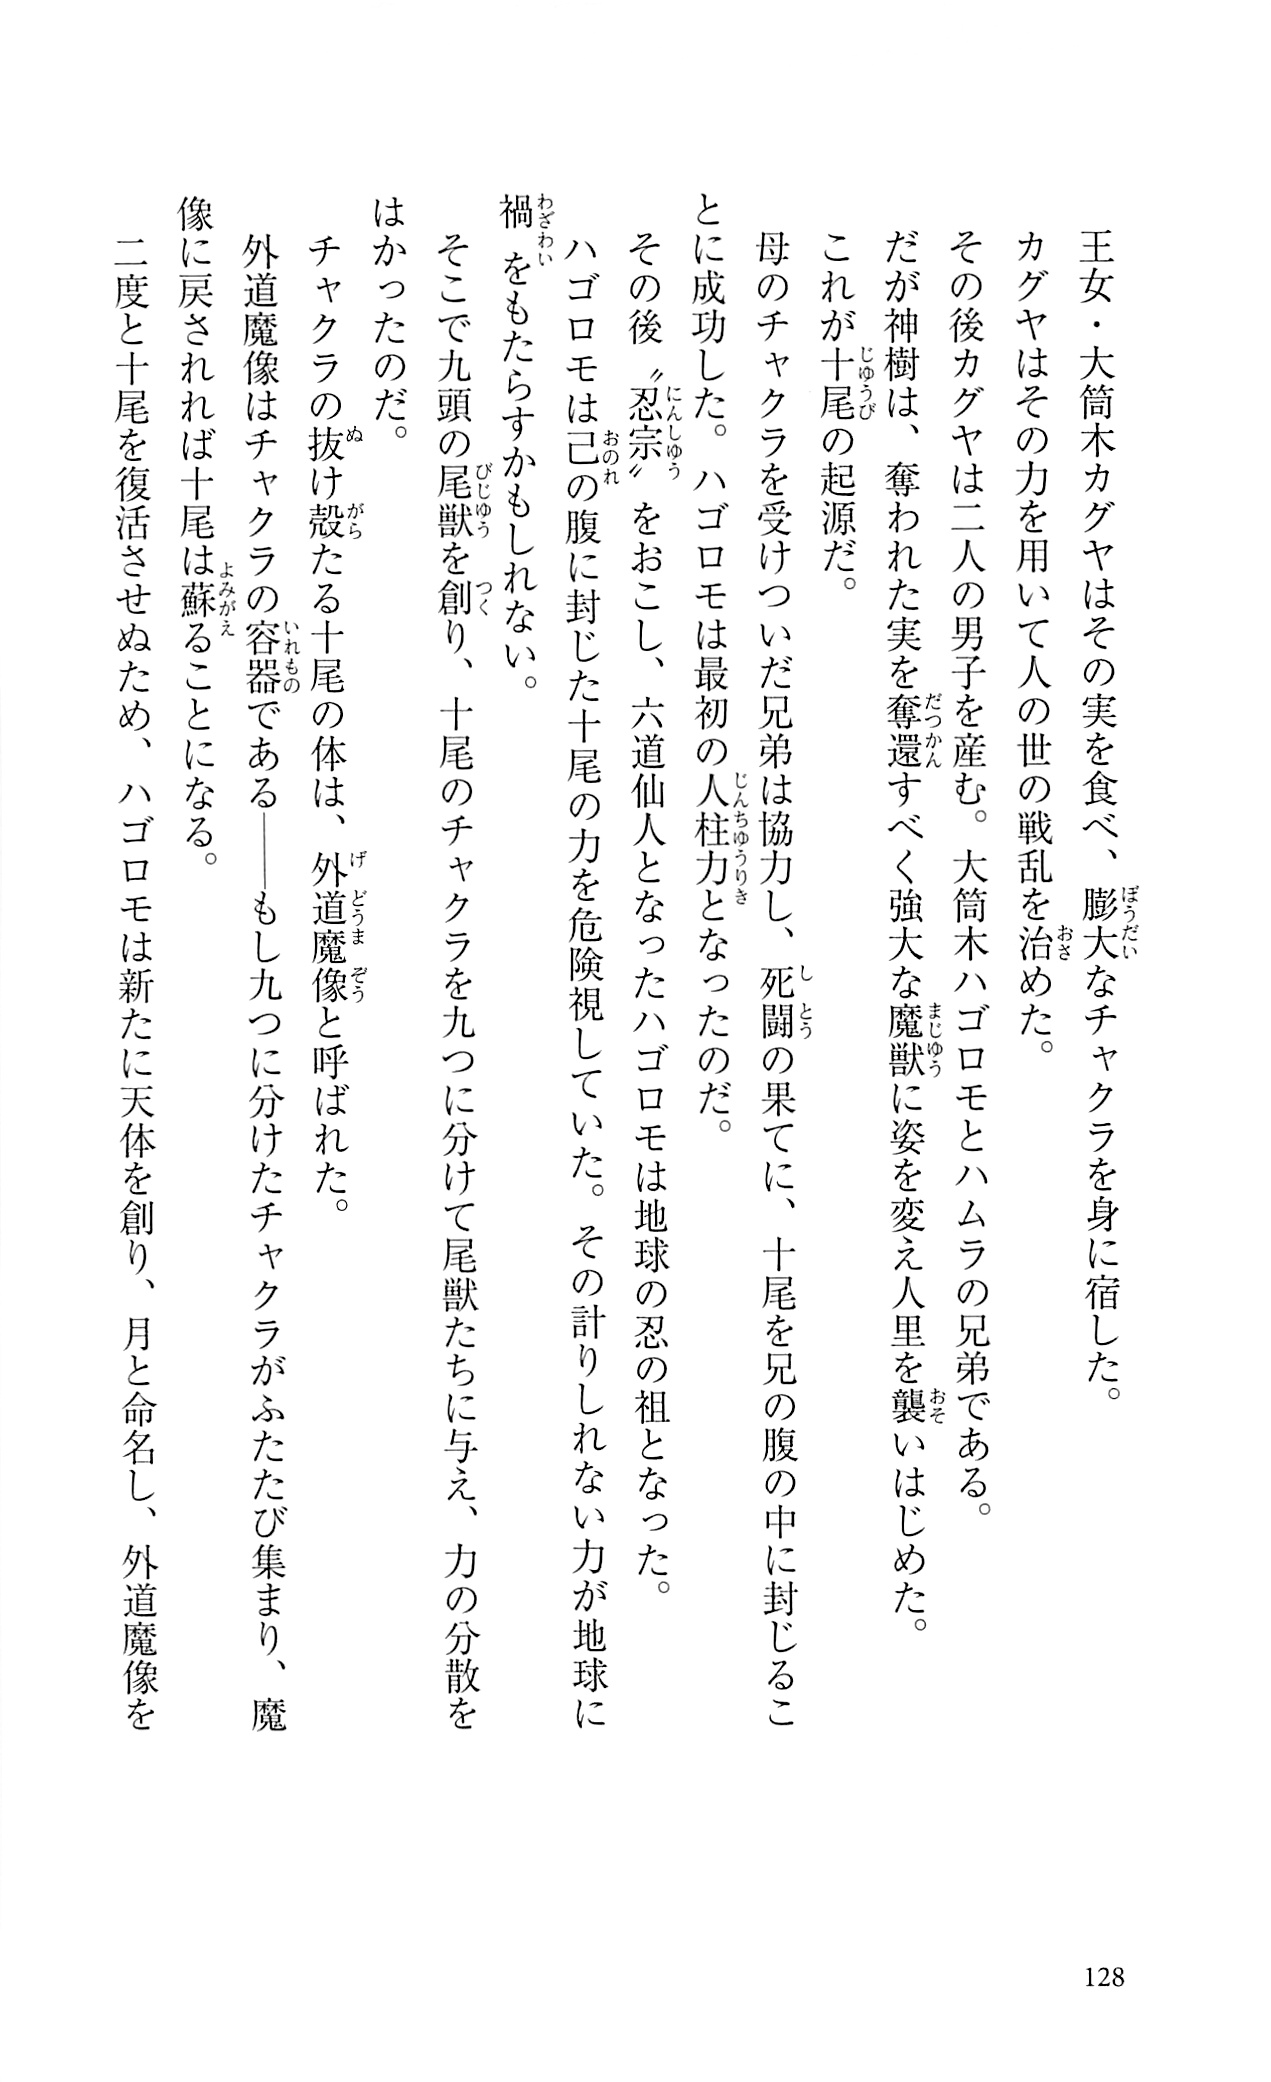 王女・大筒木カグヤはその実を食べ、膨大なチャクラを身に宿した。
カグヤはその力を用いて人の世の戦乱を治めた。
その後カグヤは二人の男子を産む。大筒木ハゴロモとハムラの兄弟である。
だが神樹は、奪われた実を奪還すべく強大な魔獣に姿を変え人里を襲いはじめた。
これが十尾の起源だ。
母のチャクラを受けついだ兄弟は協力し、死闘の果てに、十尾を兄の腹の中に封じるこ
とに成功した。ハゴロモは最初の人柱力となったのだ。
その後〝忍宗〟をおこし、六道仙人となったハゴロモは地球の忍の祖となった。
ハゴロモは己の腹に封じた十尾の力を危険視していた。その計りしれない力が地球に
禍をもたらすかもしれない。
そこで九頭の尾獣を創り、十尾のチャクラを九つに分けて尾獣たちに与え、力の分散を
はかったのだ。
チャクラの抜け殻たる十尾の体は、外道魔像と呼ばれた。
外道魔像はチャクラの容器である――もし九つに分けたチャクラがふたたび集まり、魔
像に戻されれば十尾は蘇ることになる。
二度と十尾を復活させぬため、ハゴロモは新たに天体を創り、月と命名し、外道魔像を
128